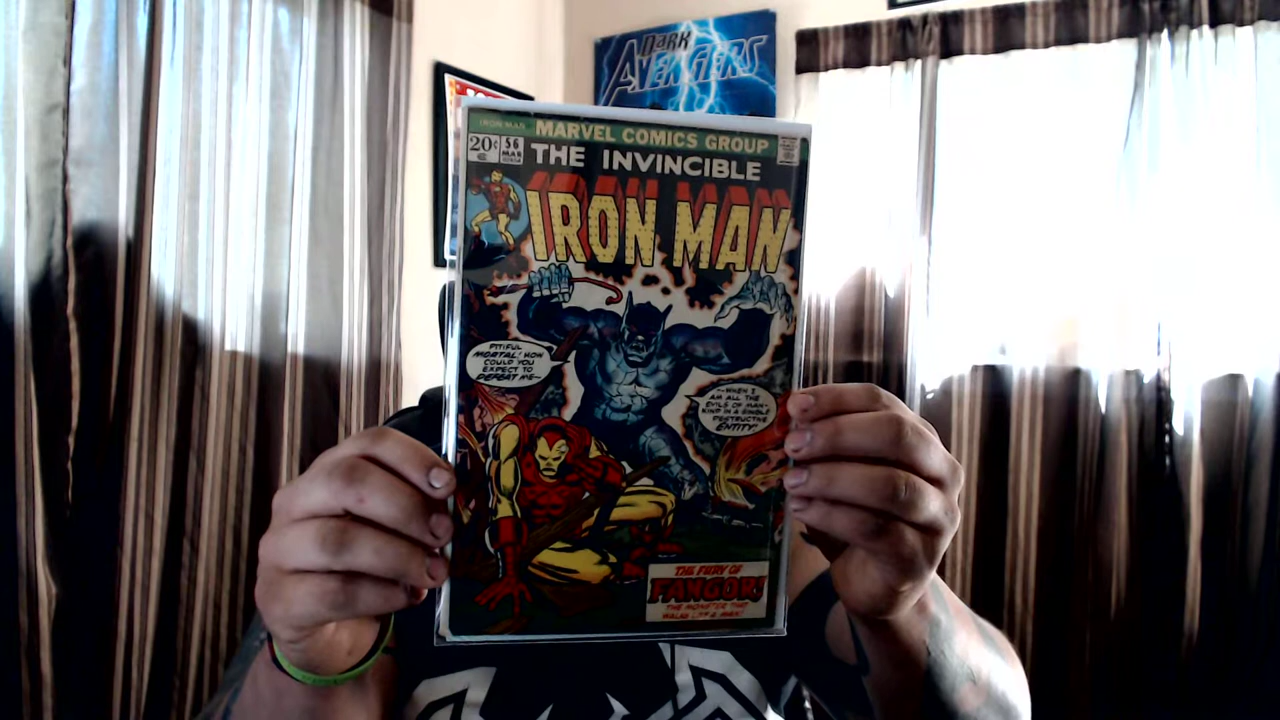 DARK
AVENGERS
IRON MAN
MARVEL COMICS GROUP
20¢
56
MAR
THE INVINCIBLE
IRON MAN
PITIFUL
MORTAL! HOW
COULD YOU
EXPECT TO
DEFEAT ME--
--WHEN I
AM ALL THE
EVILS OF MAN-
KIND IN A SINGLE
DESTRUCTIVE
ENTITY!
THE FURY OF
FANGOR!
THE MONSTER THAT
WALKS LIKE A MAN!